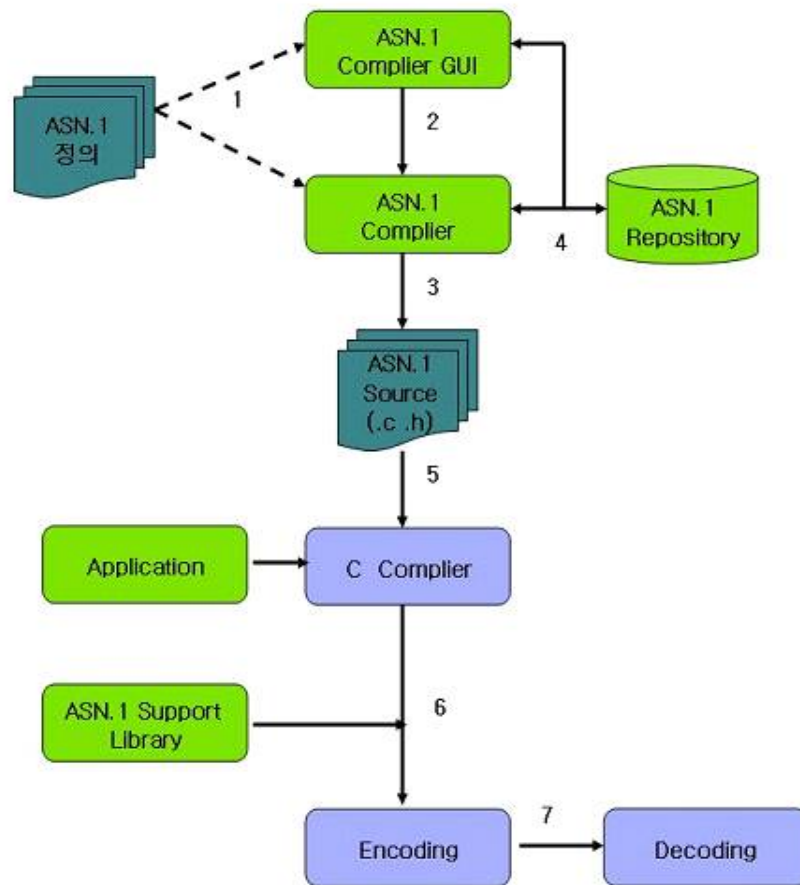 ASN.1
Complier GUI
1
ASN.1
정의
2
ASN.1
Complier
4
ASN.1
Repository
3
ASN.1
Source
(.c .h)
5
Application
C Complier
ASN.1 Support
Library
6
Encoding
7
Decoding